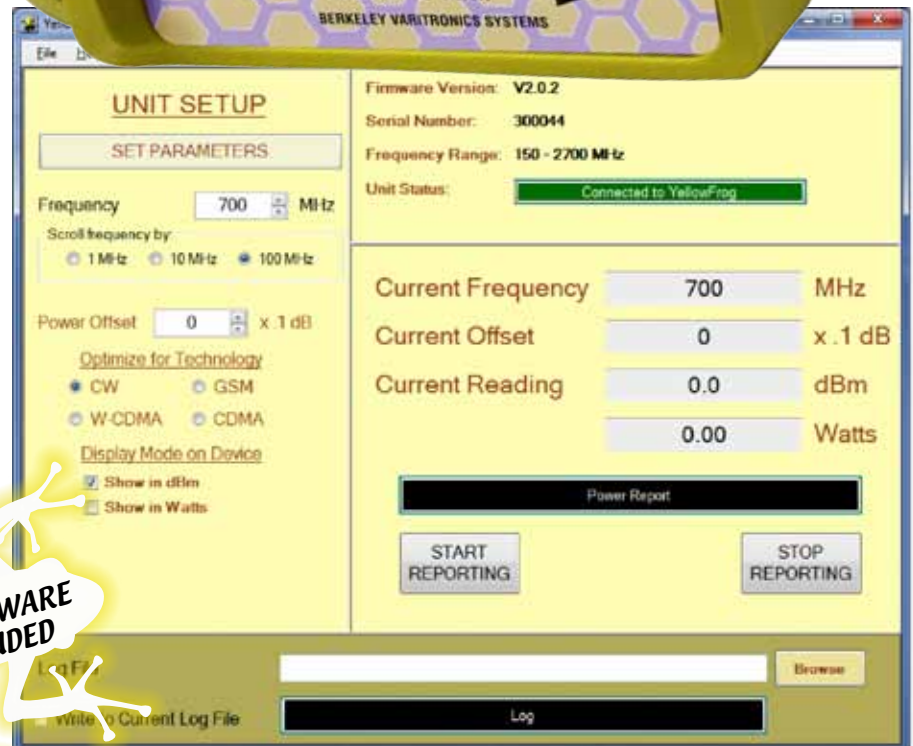 BERKELEY VARITRONICS SYSTEMS
File
UNIT SETUP
SET PARAMETERS
Frequency 700 MHz
Scroll frequency by:
1 MHz 10 MHz 100 MHz
Power Offset 0 x .1 dB
Optimize for Technology
CW GSM
W-CDMA CDMA
Display Mode on Device
Show in dBm
Show in Watts
Firmware Version: V2.0.2
Serial Number: 300044
Frequency Range: 150 - 2700 MHz
Unit Status: Connected to YellowFrog
Current Frequency 700 MHz
Current Offset 0 x .1 dB
Current Reading 0.0 dBm
0.00 Watts
Power Report
START REPORTING
STOP REPORTING
Log File Browse
Write to Current Log File Log